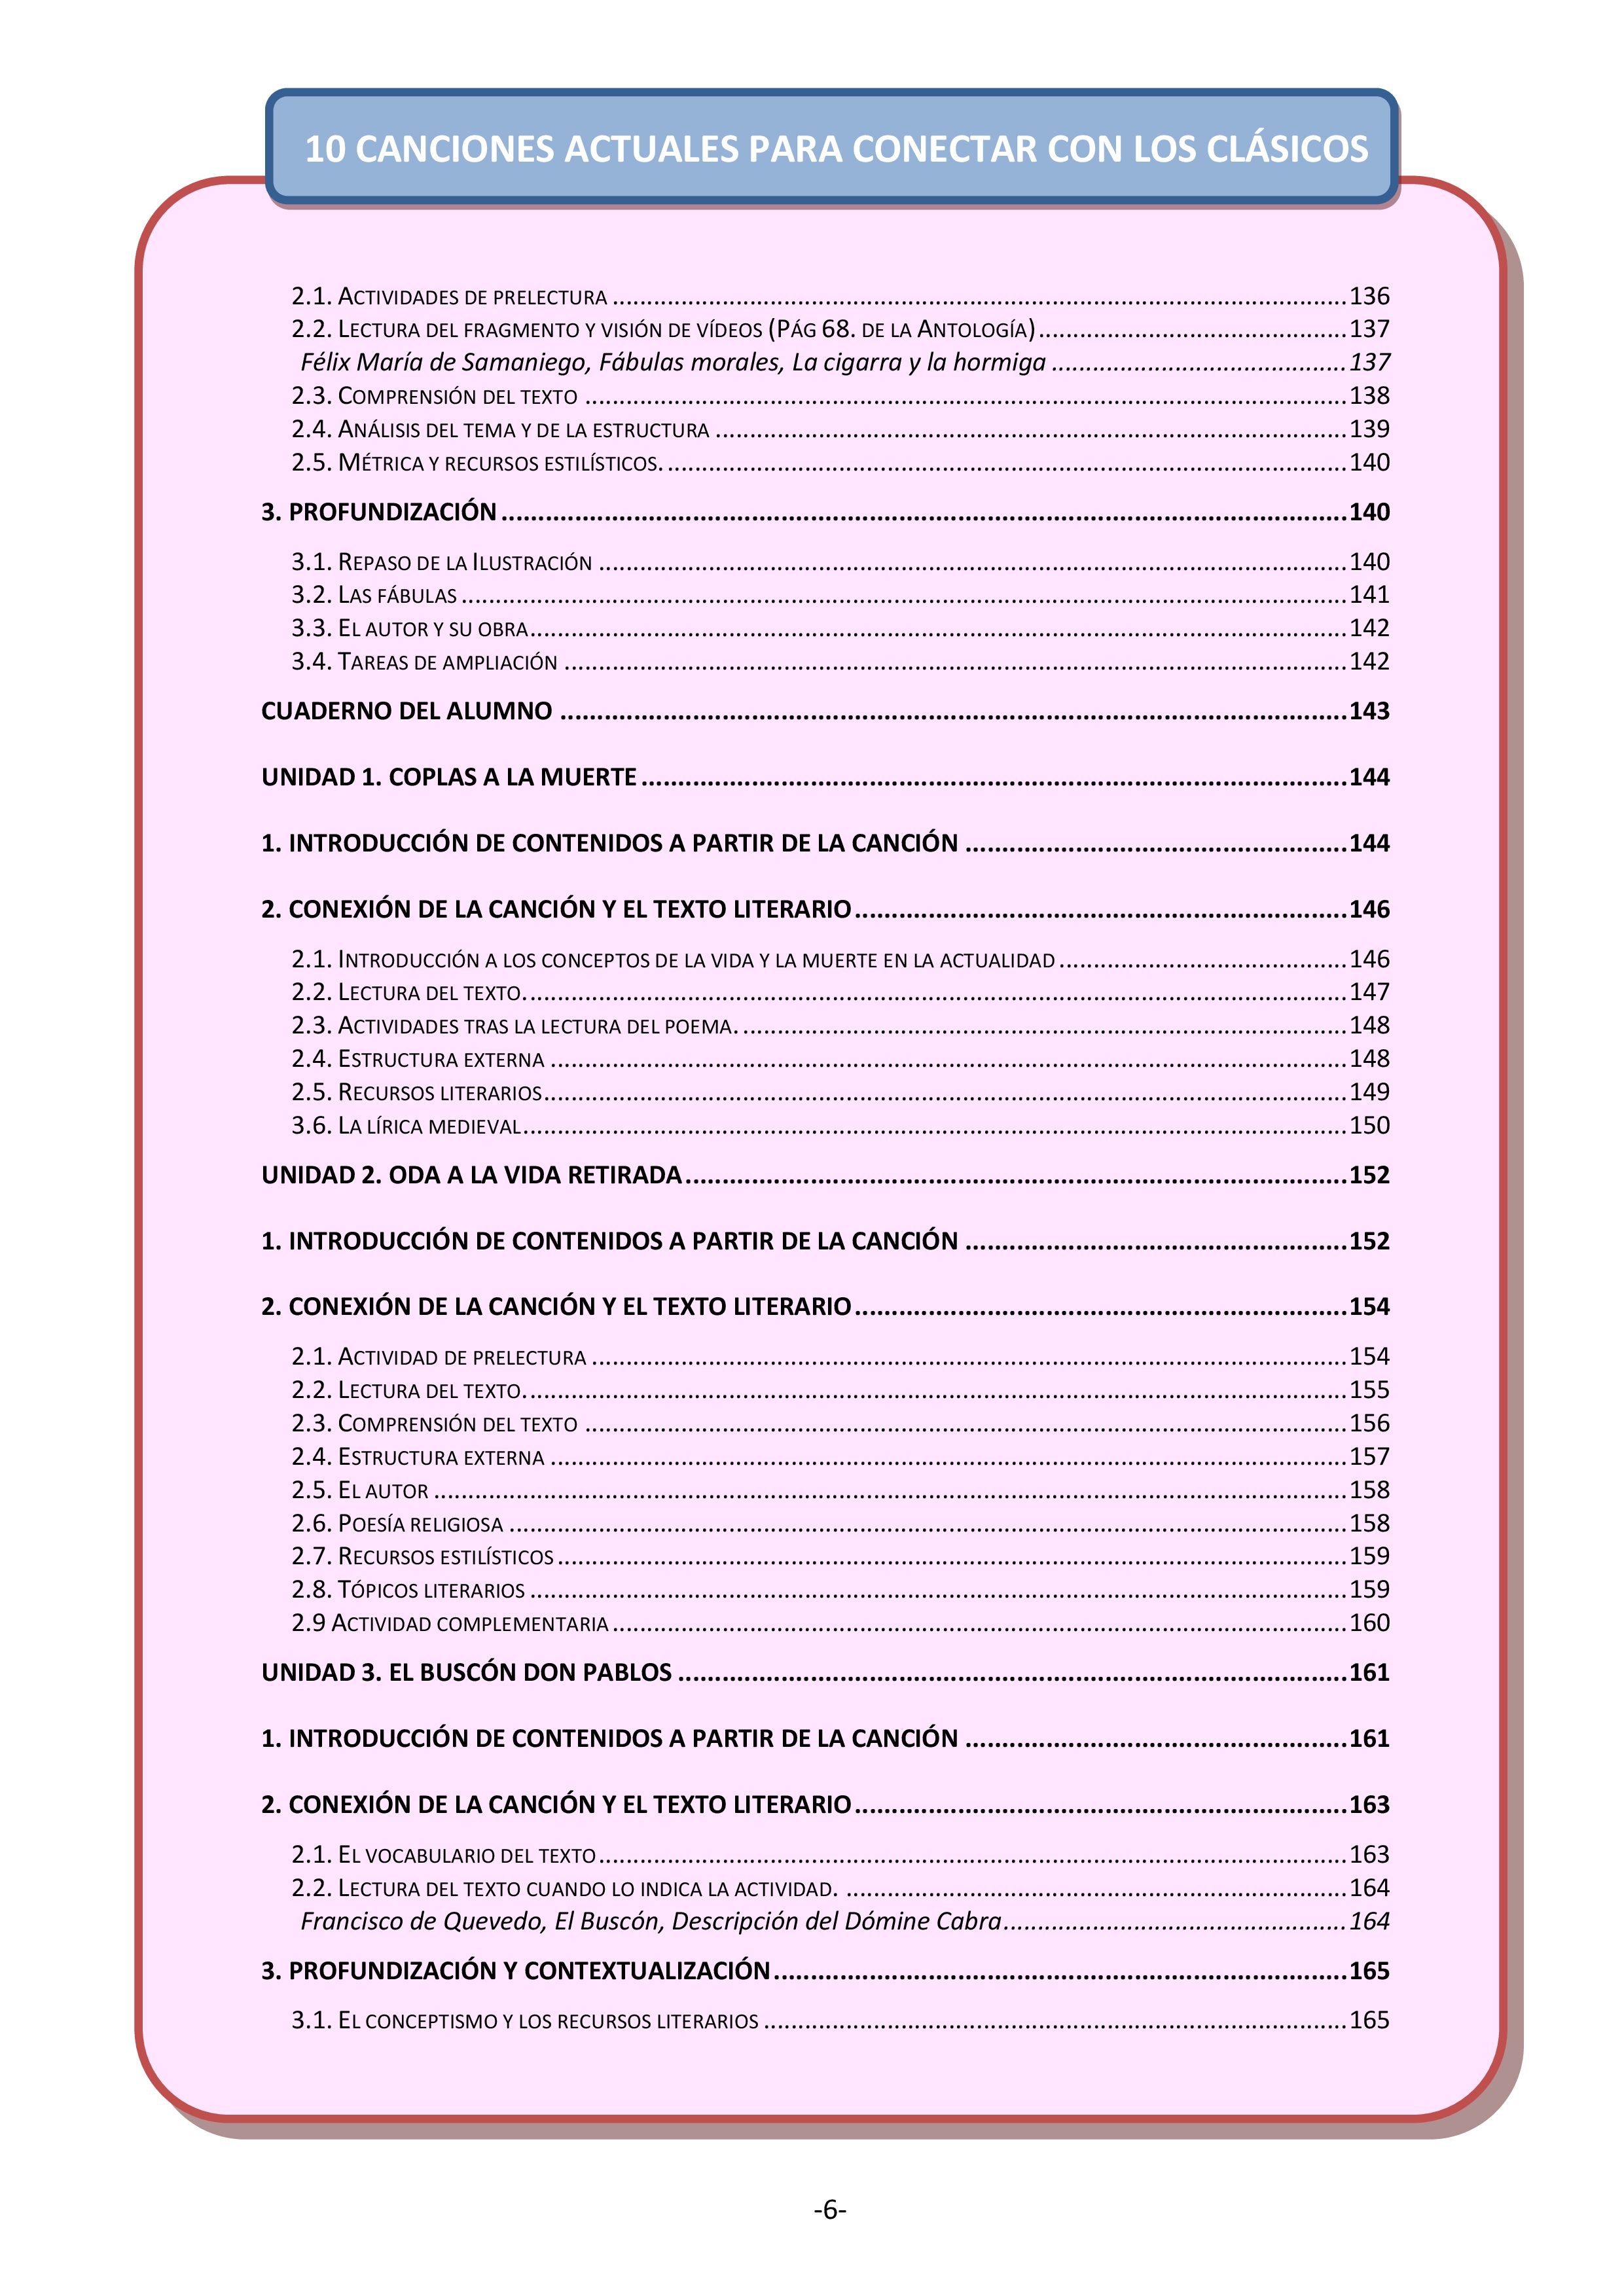 10 CANCIONES ACTUALES PARA CONECTAR CON LOS CLÁSICOS
2.1. ACTIVIDADES DE PRELECTURA ........ 136
2.2. LECTURA DEL FRAGMENTO Y VISIÓN DE VÍDEOS (PÁG 68. DE LA ANTOLOGÍA) ........ 137
Félix María de Samaniego, Fábulas morales, La cigarra y la hormiga ........ 137
2.3. COMPRENSIÓN DEL TEXTO ........ 138
2.4. ANÁLISIS DEL TEMA Y DE LA ESTRUCTURA ........ 139
2.5. MÉTRICA Y RECURSOS ESTILÍSTICOS. ........ 140
3. PROFUNDIZACIÓN ........ 140
3.1. REPASO DE LA ILUSTRACIÓN ........ 140
3.2. LAS FÁBULAS ........ 141
3.3. EL AUTOR Y SU OBRA ........ 142
3.4. TAREAS DE AMPLIACIÓN ........ 142
CUADERNO DEL ALUMNO ........ 143
UNIDAD 1. COPLAS A LA MUERTE ........ 144
1. INTRODUCCIÓN DE CONTENIDOS A PARTIR DE LA CANCIÓN ........ 144
2. CONEXIÓN DE LA CANCIÓN Y EL TEXTO LITERARIO ........ 146
2.1. INTRODUCCIÓN A LOS CONCEPTOS DE LA VIDA Y LA MUERTE EN LA ACTUALIDAD ........ 146
2.2. LECTURA DEL TEXTO. ........ 147
2.3. ACTIVIDADES TRAS LA LECTURA DEL POEMA. ........ 148
2.4. ESTRUCTURA EXTERNA ........ 148
2.5. RECURSOS LITERARIOS ........ 149
3.6. LA LÍRICA MEDIEVAL ........ 150
UNIDAD 2. ODA A LA VIDA RETIRADA ........ 152
1. INTRODUCCIÓN DE CONTENIDOS A PARTIR DE LA CANCIÓN ........ 152
2. CONEXIÓN DE LA CANCIÓN Y EL TEXTO LITERARIO ........ 154
2.1. ACTIVIDAD DE PRELECTURA ........ 154
2.2. LECTURA DEL TEXTO. ........ 155
2.3. COMPRENSIÓN DEL TEXTO ........ 156
2.4. ESTRUCTURA EXTERNA ........ 157
2.5. EL AUTOR ........ 158
2.6. POESÍA RELIGIOSA ........ 158
2.7. RECURSOS ESTILÍSTICOS ........ 159
2.8. TÓPICOS LITERARIOS ........ 159
2.9 ACTIVIDAD COMPLEMENTARIA ........ 160
UNIDAD 3. EL BUSCÓN DON PABLOS ........ 161
1. INTRODUCCIÓN DE CONTENIDOS A PARTIR DE LA CANCIÓN ........ 161
2. CONEXIÓN DE LA CANCIÓN Y EL TEXTO LITERARIO ........ 163
2.1. EL VOCABULARIO DEL TEXTO ........ 163
2.2. LECTURA DEL TEXTO CUANDO LO INDICA LA ACTIVIDAD. ........ 164
Francisco de Quevedo, El Buscón, Descripción del Dómine Cabra ........ 164
3. PROFUNDIZACIÓN Y CONTEXTUALIZACIÓN ........ 165
3.1. EL CONCEPTISMO Y LOS RECURSOS LITERARIOS ........ 165
-6-